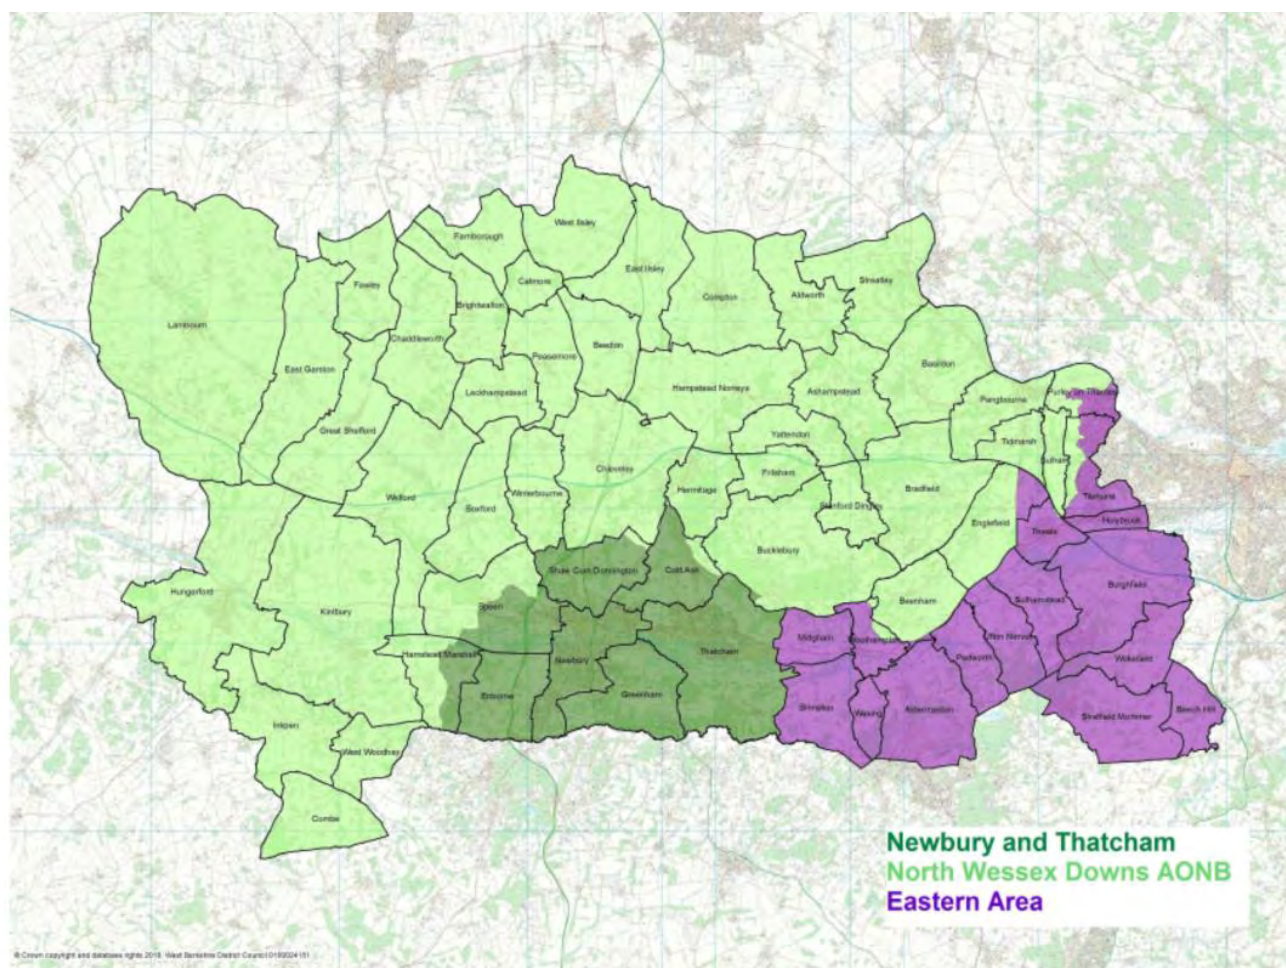 West Ilsley
Farnborough
East Ilsley
Catmore
Streatley
Fawley
Aldworth
Compton
Brightwalton
Lambourn
Chaddleworth
Beedon
Peasemore
Basildon
East Garston
Hampstead Norreys
Ashampstead
Leckhampstead
Purley on Thames
Pangbourne
Great Shefford
Yattendon
Tidmarsh
Sulham
Chieveley
Frilsham
Hermitage
Bradfield
Welford
Winterbourne
Tilehurst
Boxford
Stanford Dingley
Englefield
Holybrook
Theale
Bucklebury
Shaw Cum Donnington
Cold Ash
Burghfield
Hungerford
Sulhamstead
Beenham
Speen
Kintbury
Midgham
Woolhampton
Ufton Nervet
Hamstead Marshall
Thatcham
Newbury
Padworth
Wokefield
Enborne
Greenham
Brimpton
Wasing
Aldermaston
Beech Hill
Stratfield Mortimer
Inkpen
West Woodhay
Combe
Newbury and Thatcham
North Wessex Downs AONB
Eastern Area